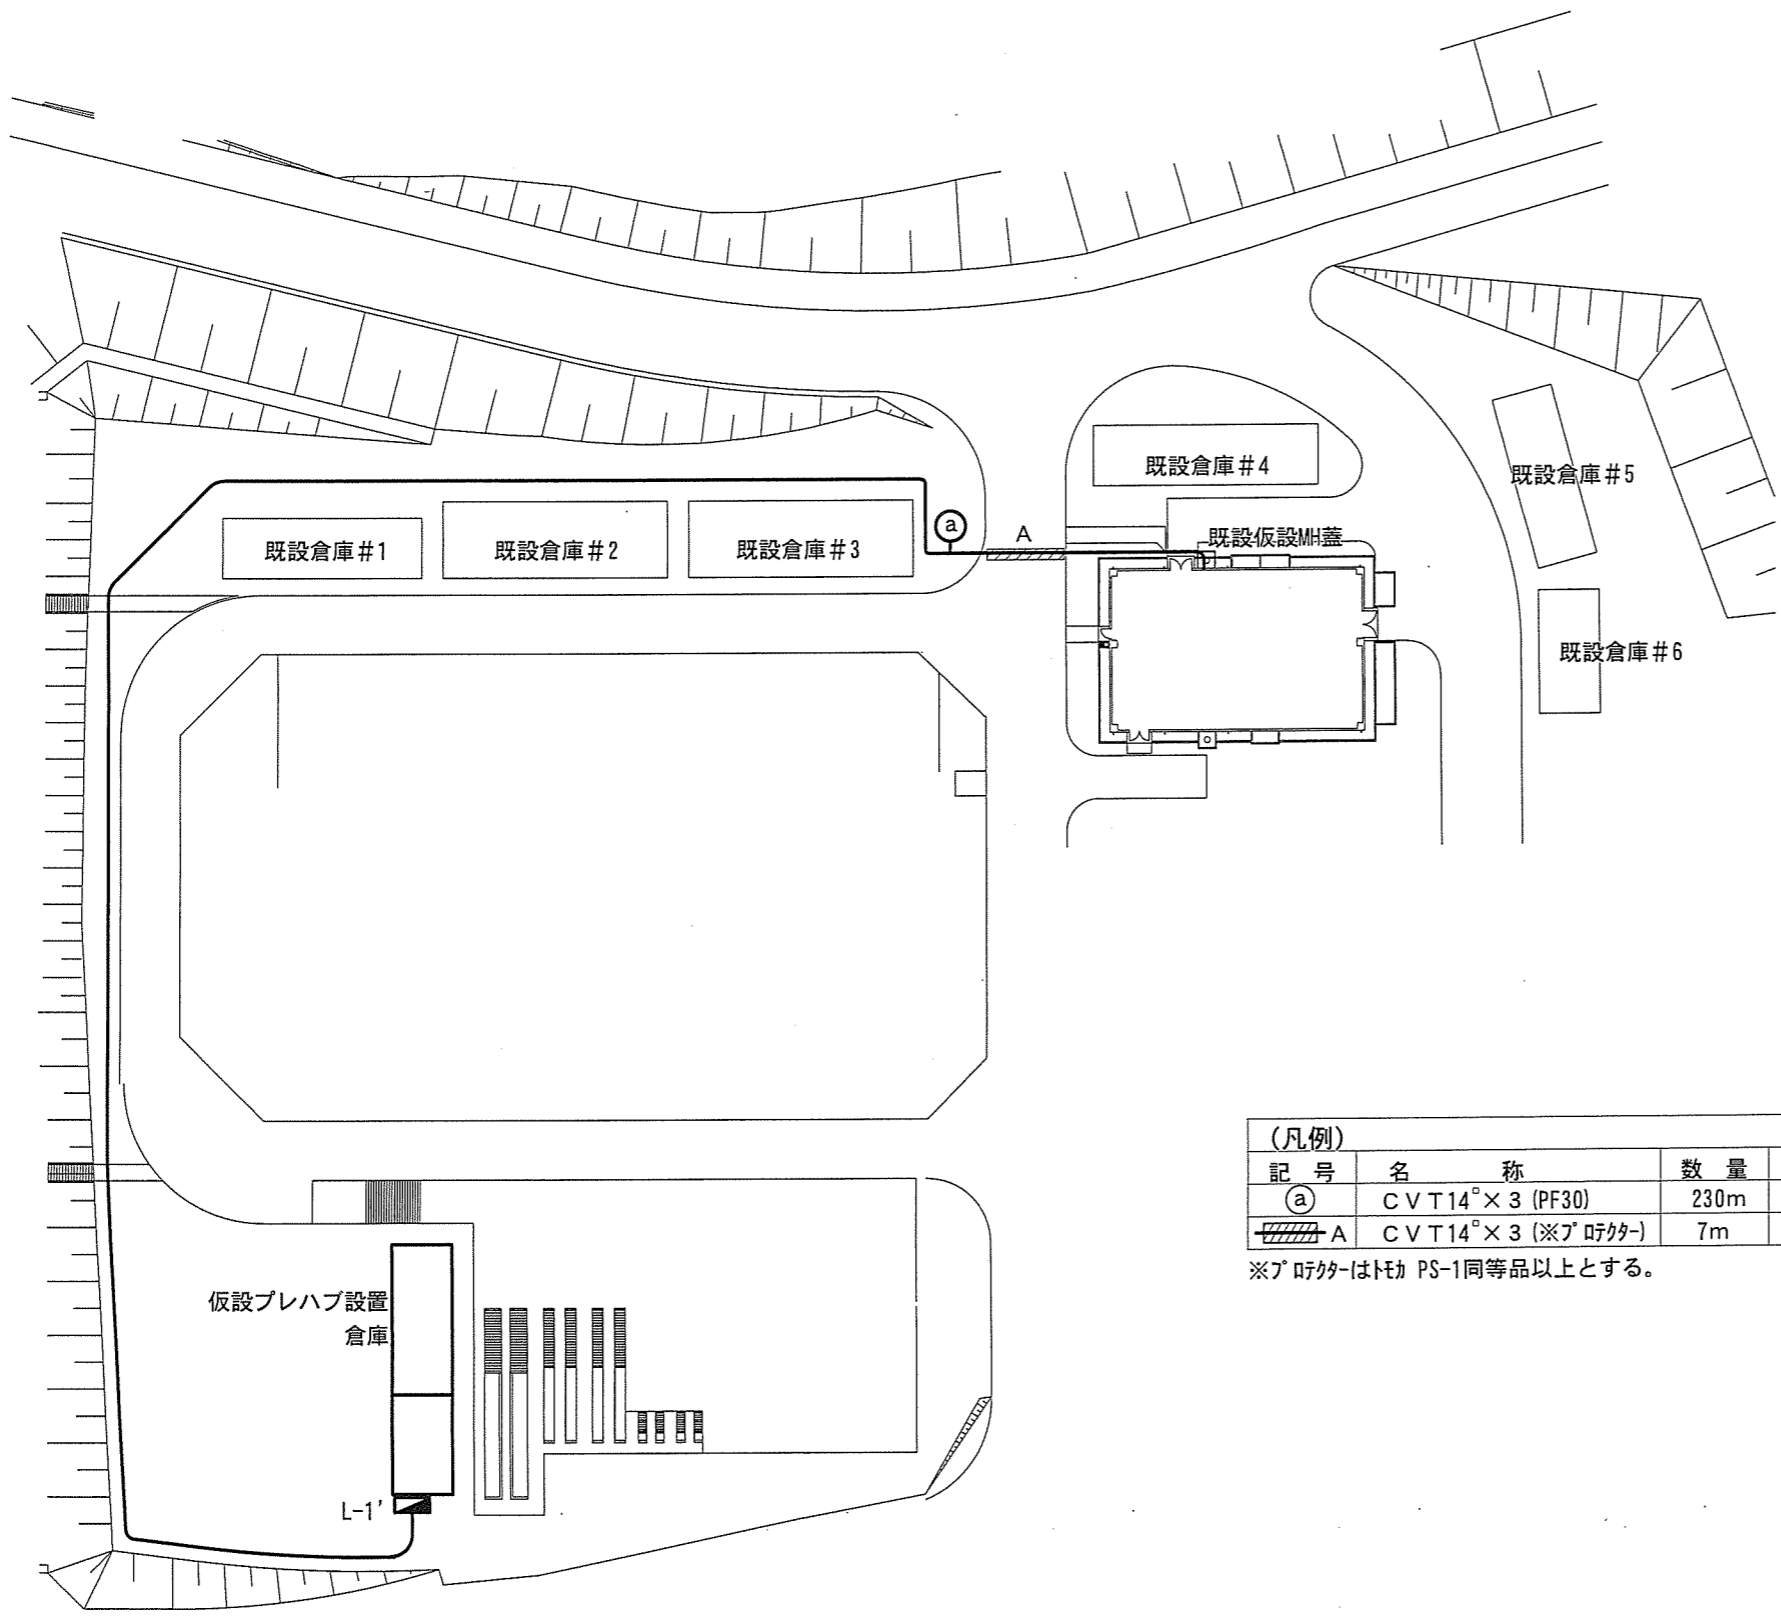 既設倉庫#4
既設倉庫#5
既設倉庫#1
既設倉庫#2
既設倉庫#3
ⓐ
A
既設仮設MH蓋
既設倉庫#6
(凡例)
記号 名称 数量
ⓐ CVT14□×3 (PF30) 230m
A CVT14□×3 (※プロテクター) 7m
※プロテクターはトモカ PS-1同等品以上とする。
仮設プレハブ設置
倉庫
L-1'